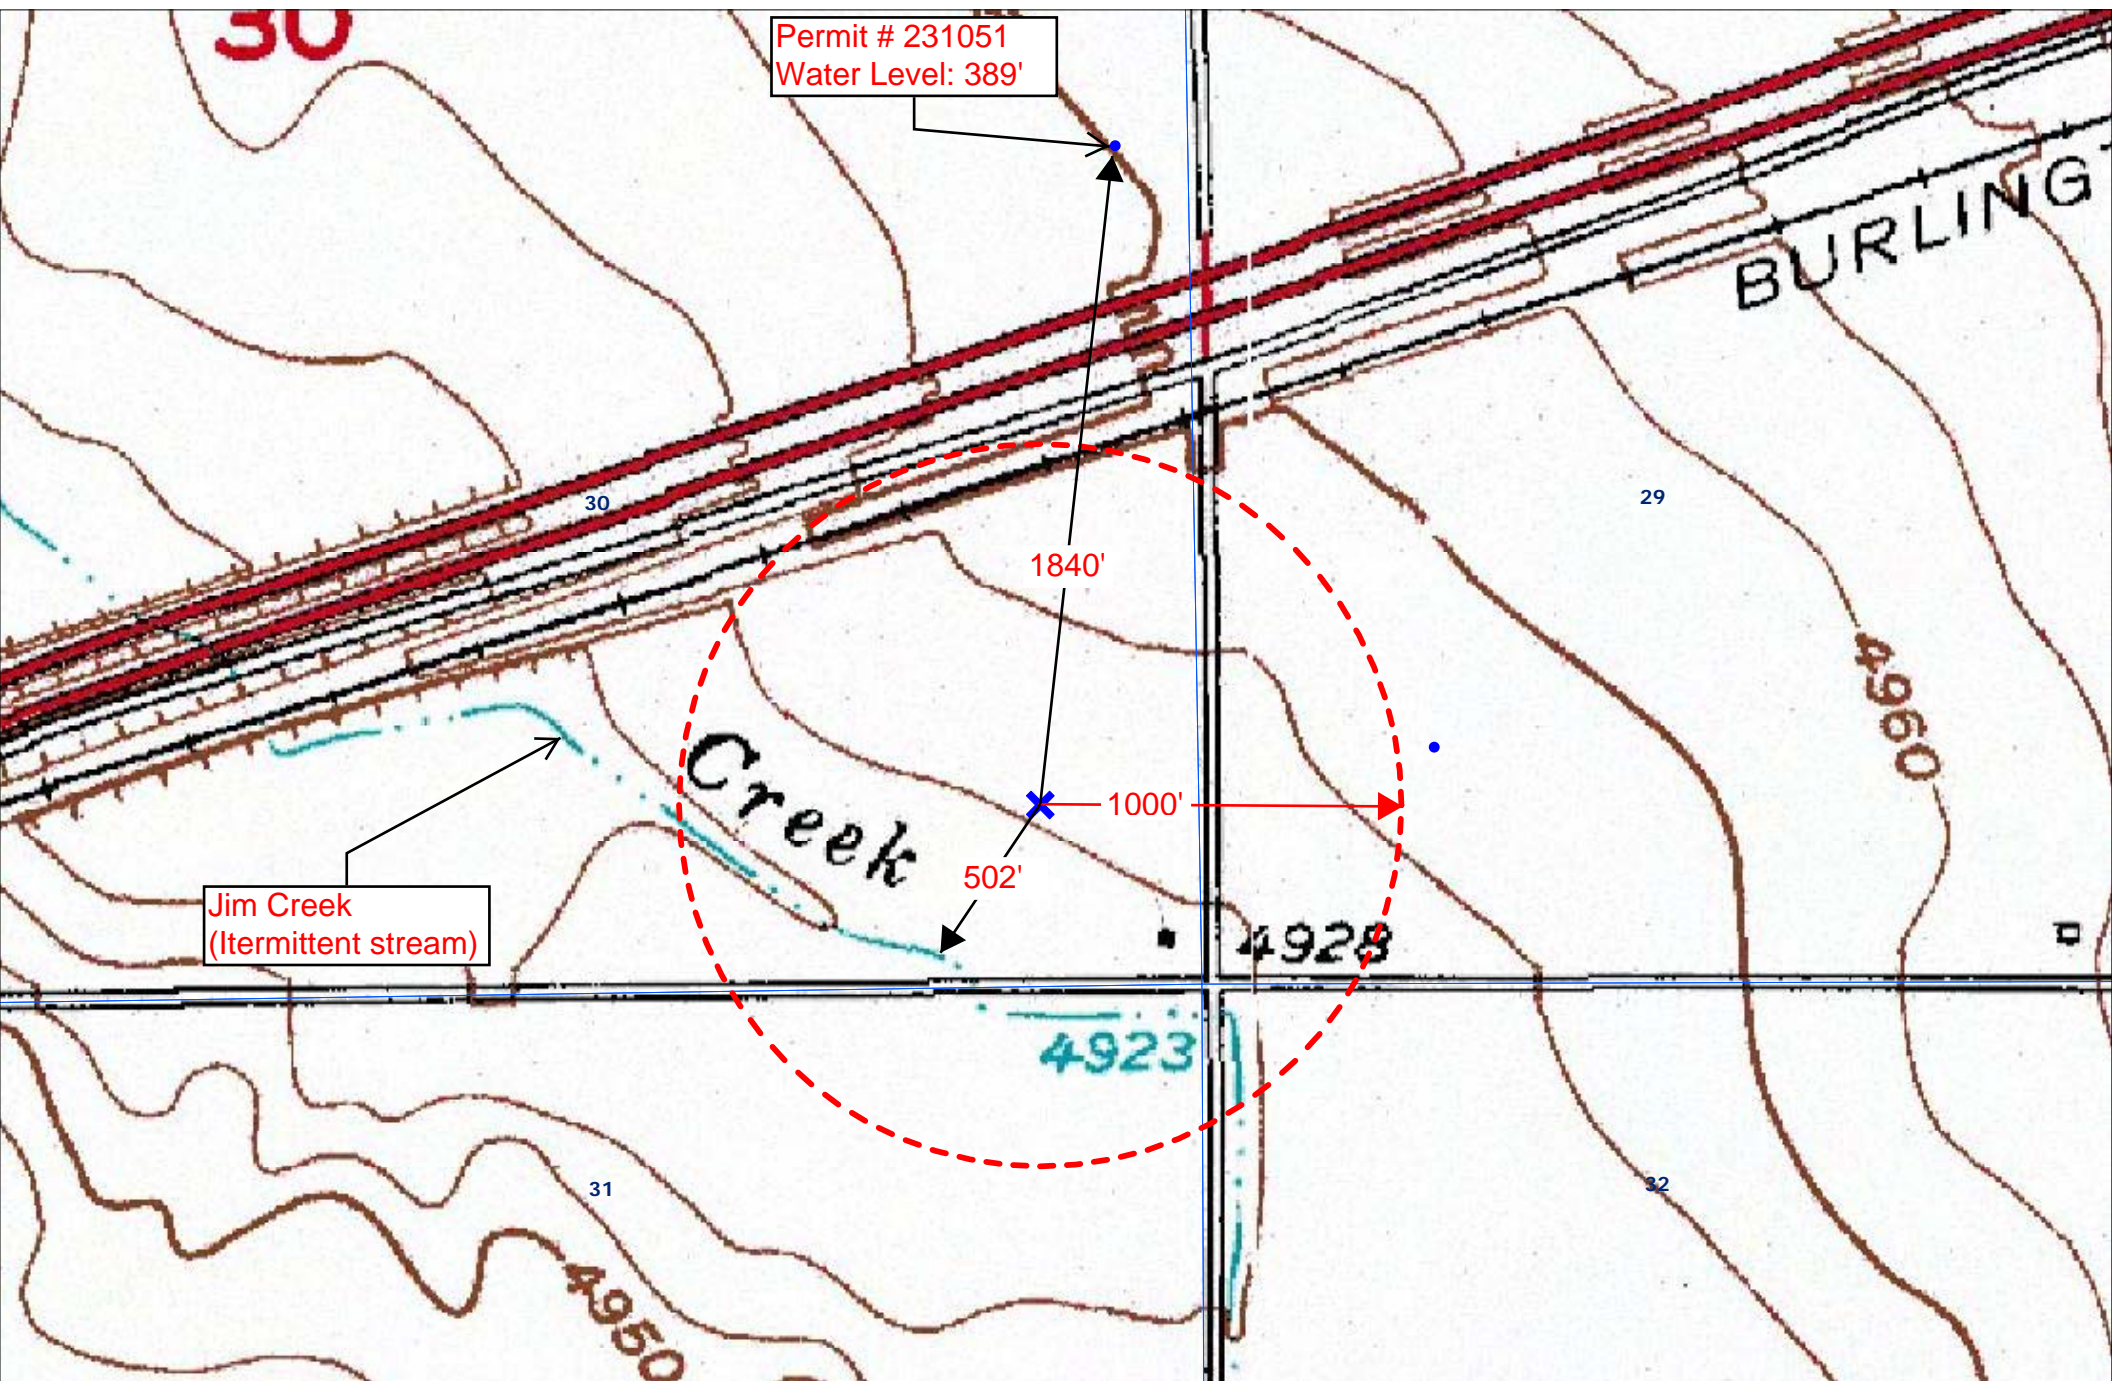 30
Permit # 231051
Water Level: 389'
BURLINGT
30
29
1840'
4960
Creek
1000'
502'
Jim Creek
(Itermittent stream)
4928
4923
31
32
4950